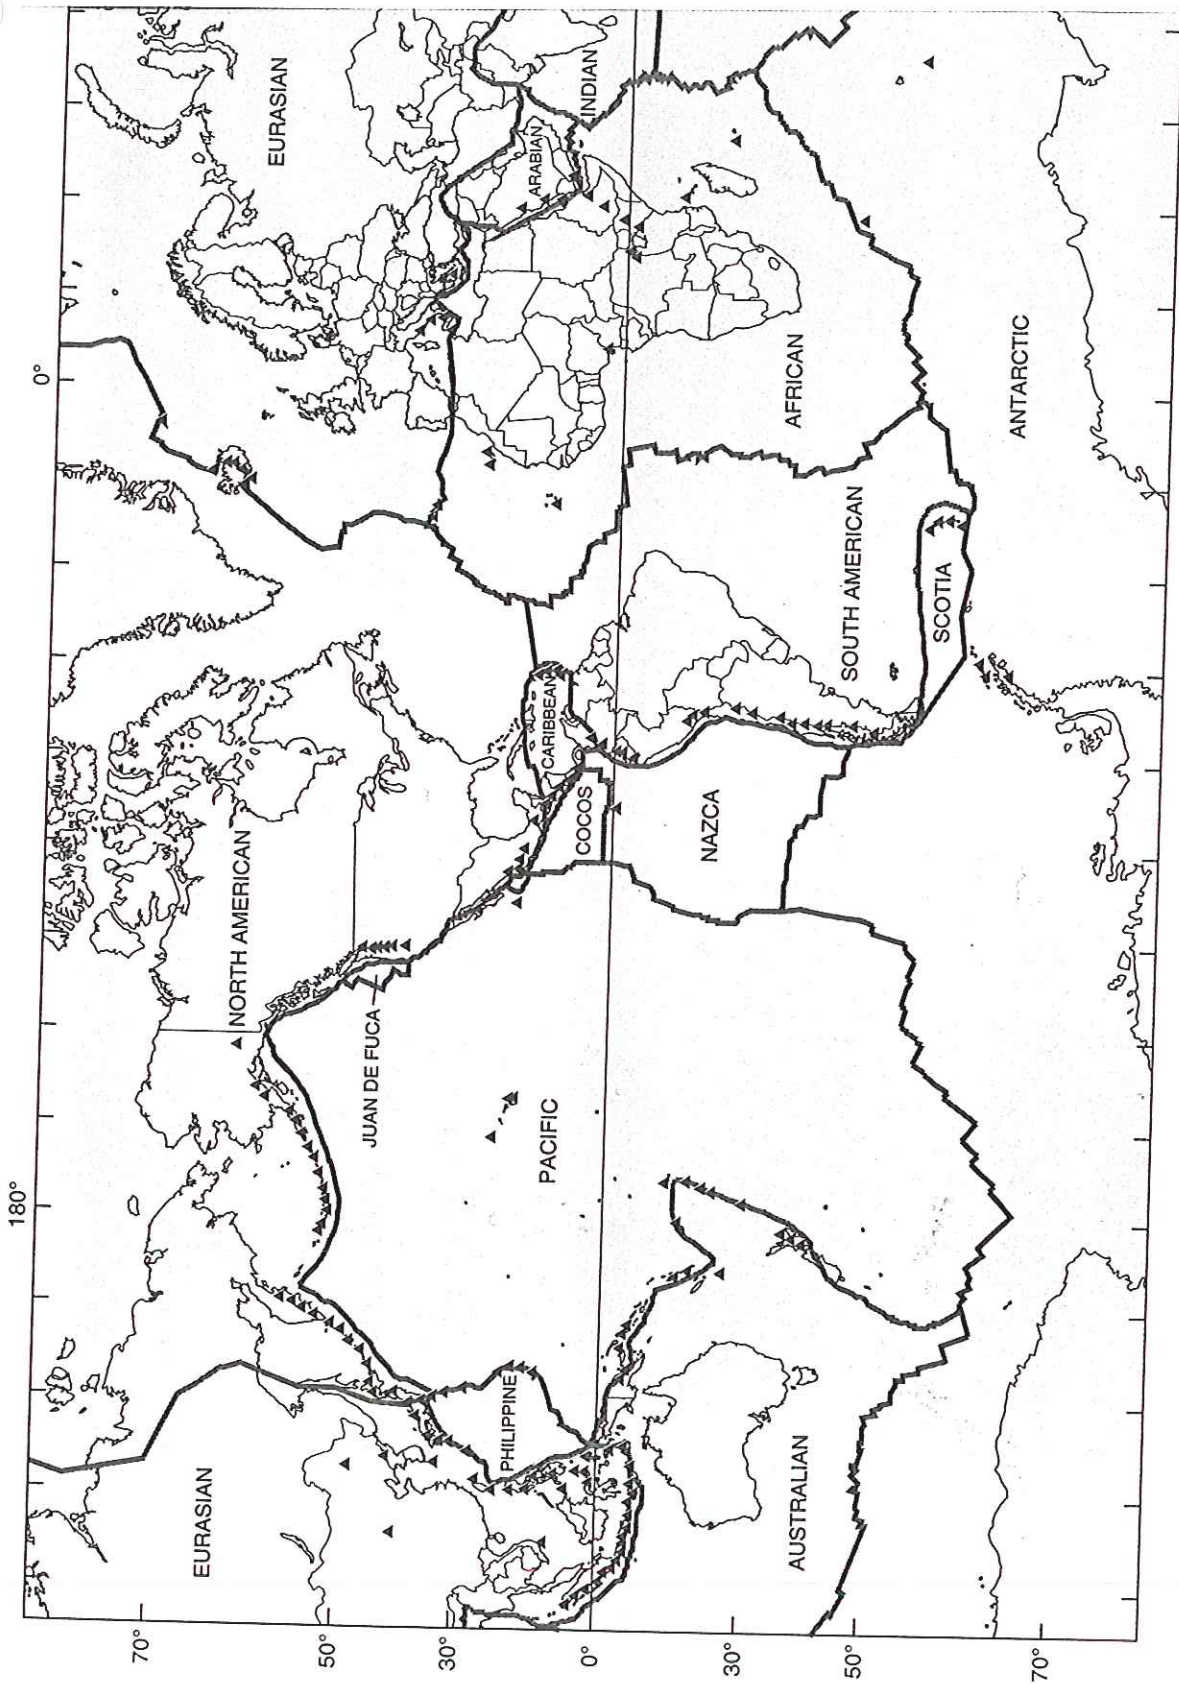 180°
0°
70°
50°
30°
0°
30°
50°
70°
EURASIAN
NORTH AMERICAN
EURASIAN
JUAN DE FUCA
PHILIPPINE
PACIFIC
COCOS
CARIBBEAN
ARABIAN
INDIAN
NAZCA
AFRICAN
AUSTRALIAN
SOUTH AMERICAN
SCOTIA
ANTARCTIC